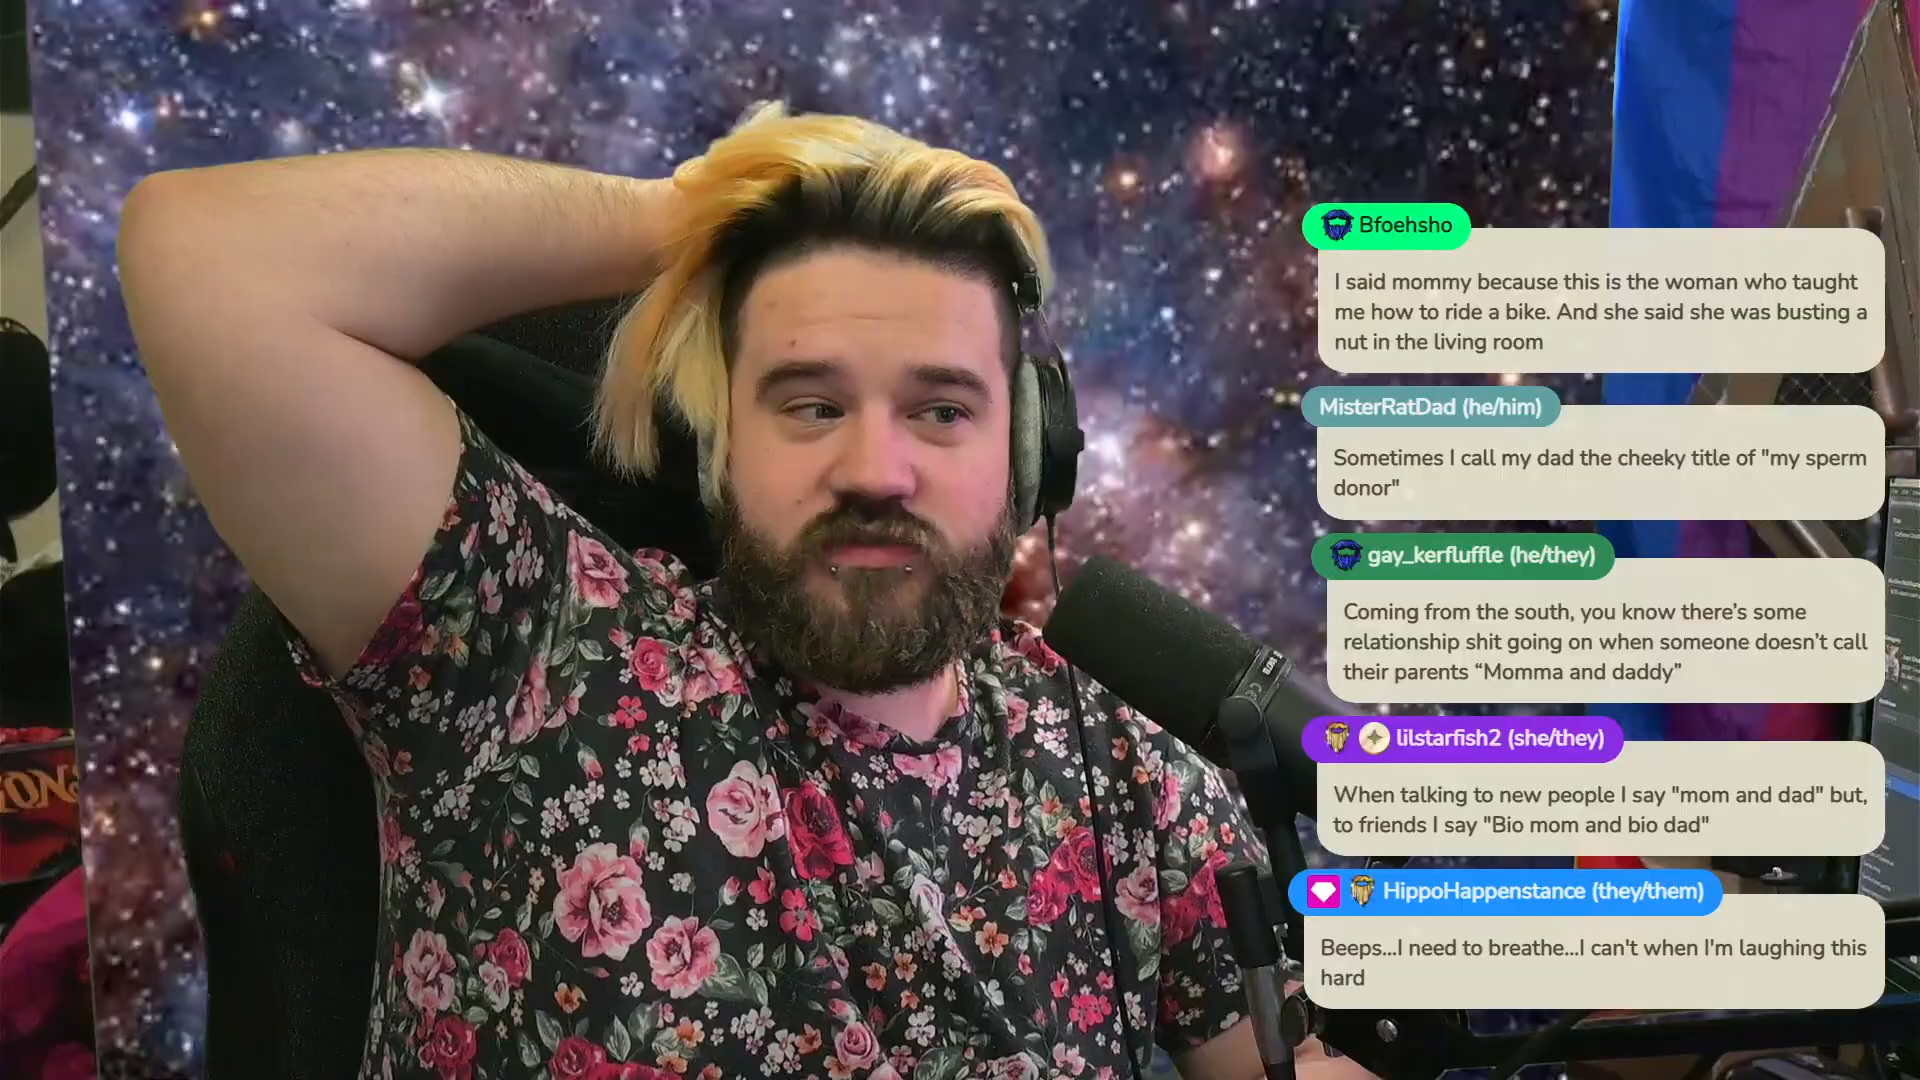 Bfoehsho
I said mommy because this is the woman who taught
me how to ride a bike. And she said she was busting a
nut in the living room
MisterRatDad (he/him)
Sometimes I call my dad the cheeky title of "my sperm
donor"
gay_kerfluffle (he/they)
Coming from the south, you know there’s some
relationship shit going on when someone doesn’t call
their parents “Momma and daddy”
lilstarfish2 (she/they)
When talking to new people I say "mom and dad" but,
to friends I say "Bio mom and bio dad"
HippoHappenstance (they/them)
Beeps...I need to breathe...I can't when I'm laughing this
hard